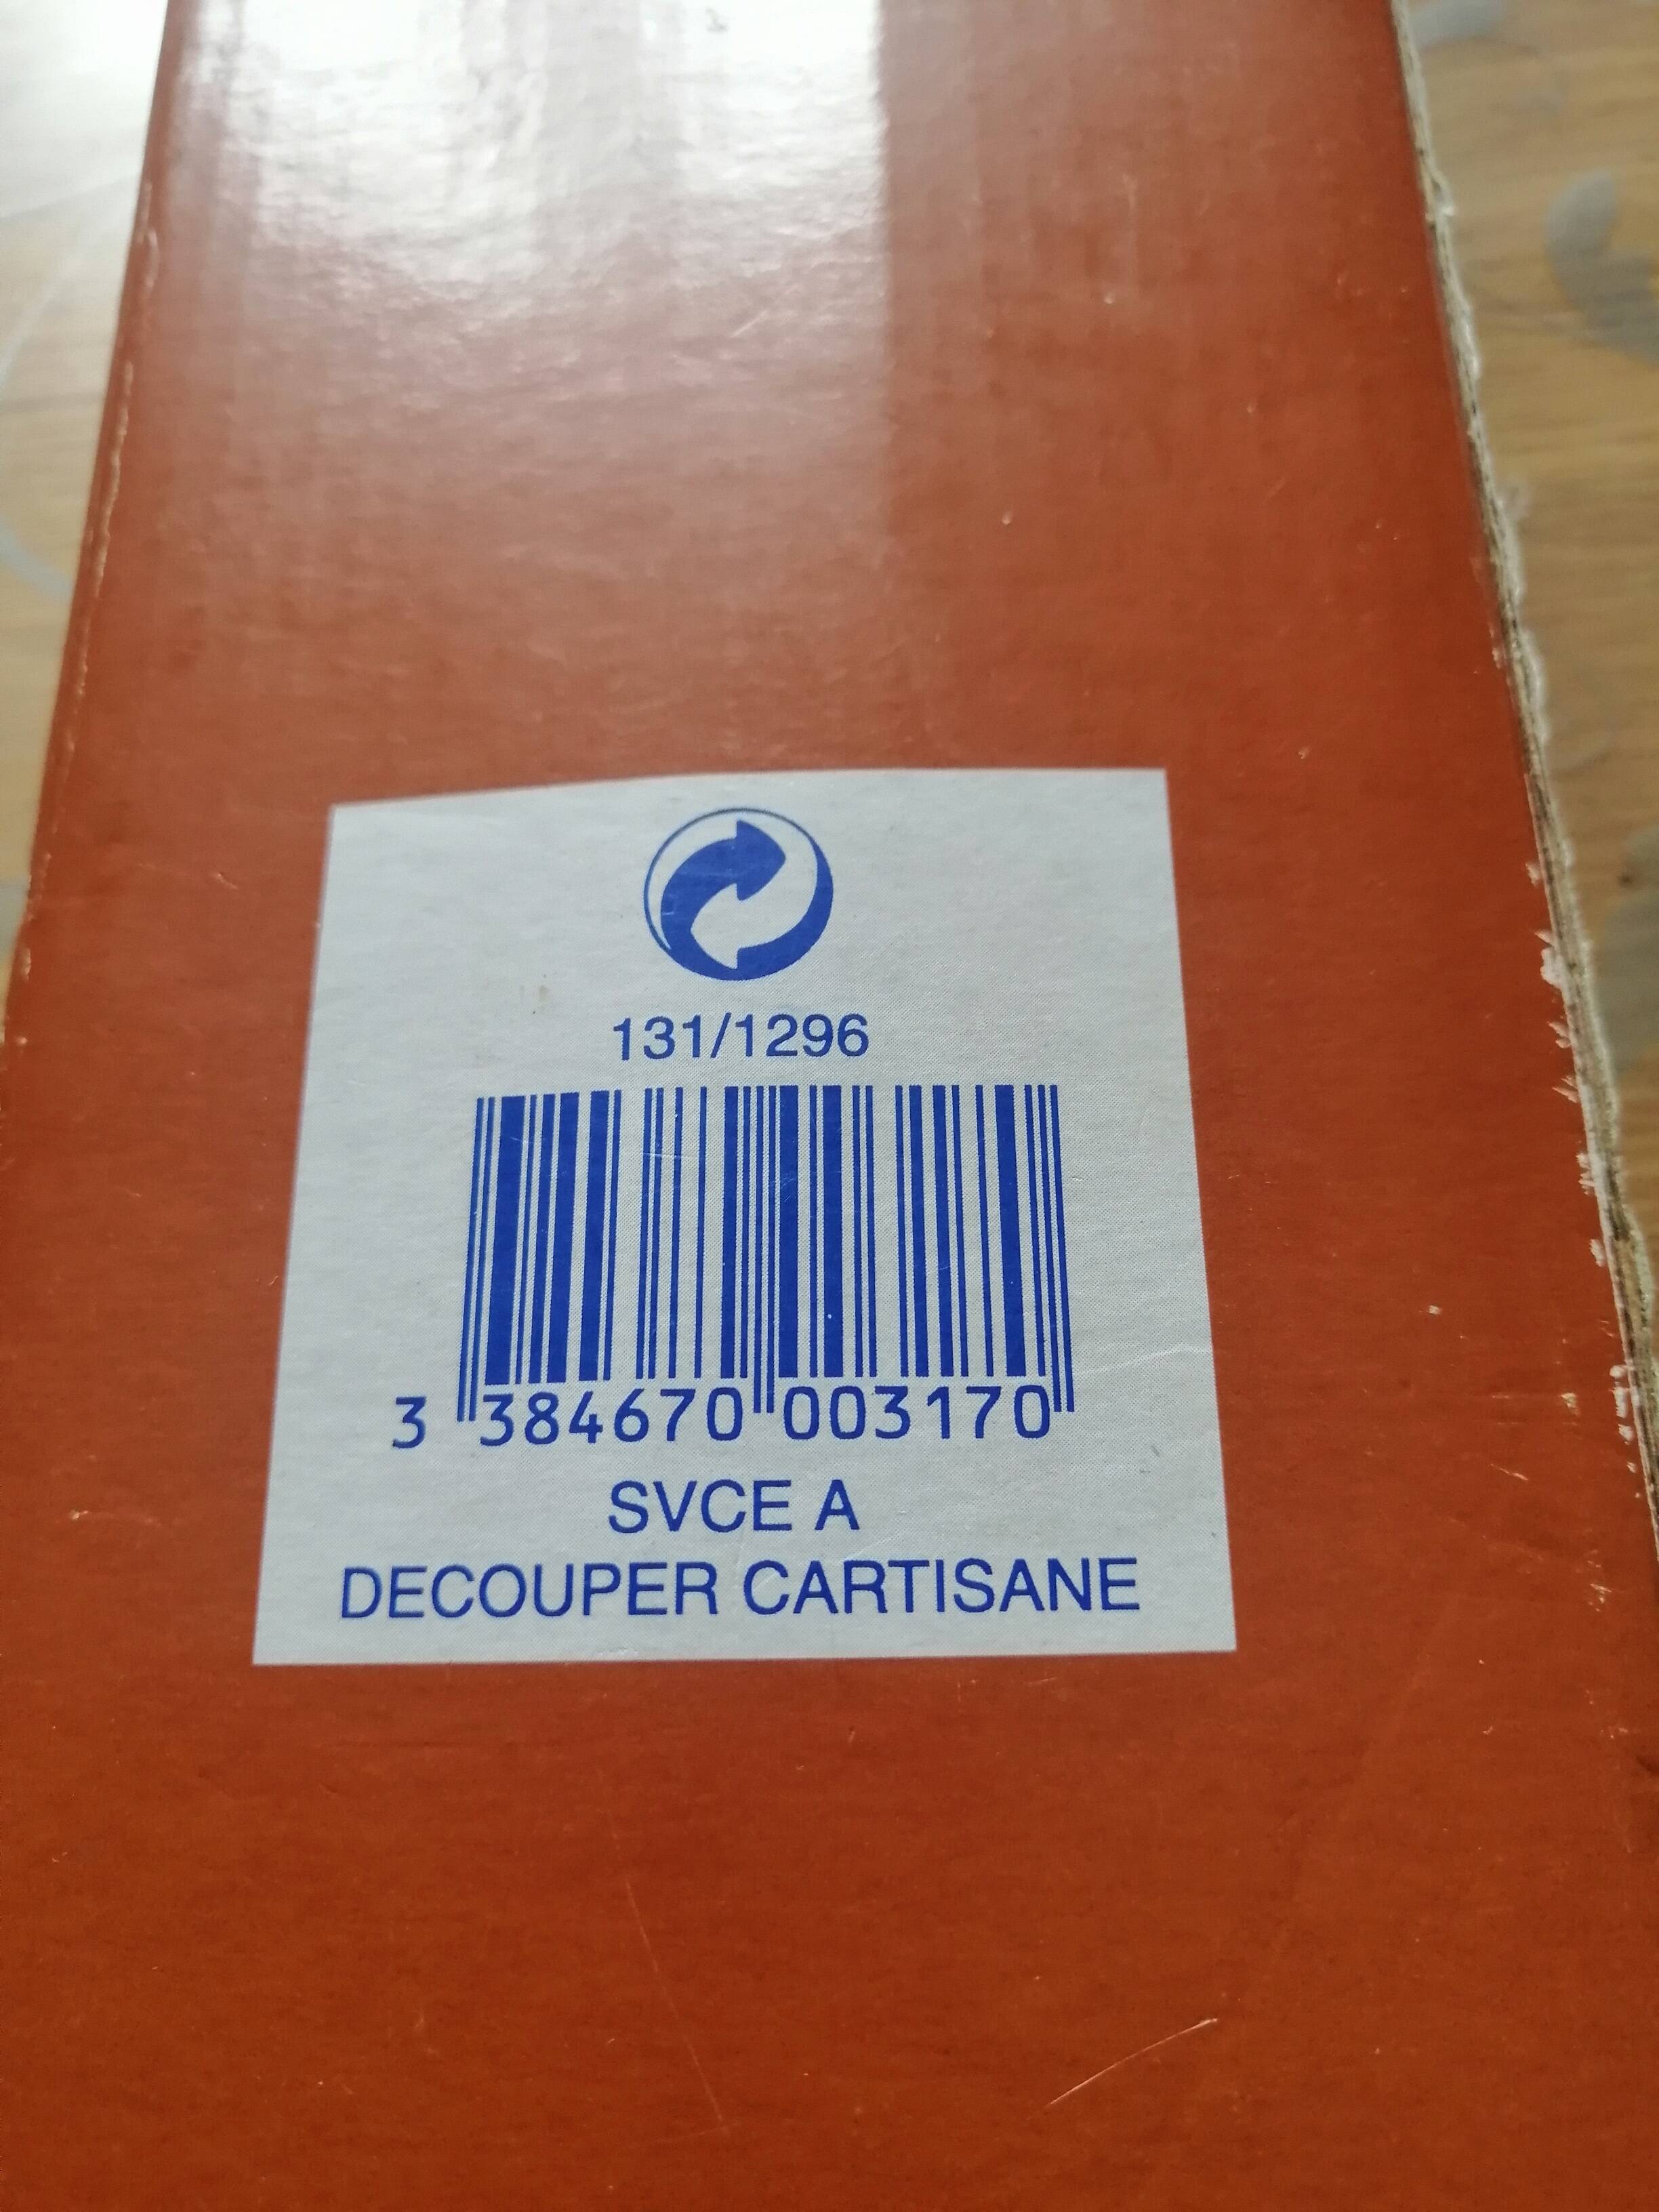 131/1296
3 384670 003170
SVCE A
DECOUPER CARTISANE